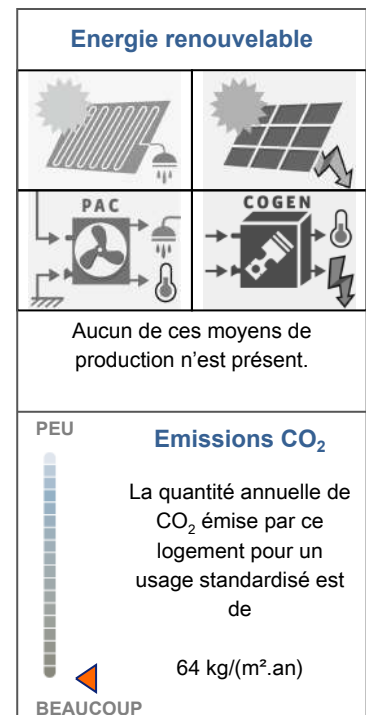 Energie renouvelable
PAC
COGEN
Aucun de ces moyens de
production n'est présent.
PEU
Emissions CO₂
La quantité annuelle de
CO₂ émise par ce
logement pour un
usage standardisé est
de
64 kg/(m².an)
BEAUCOUP